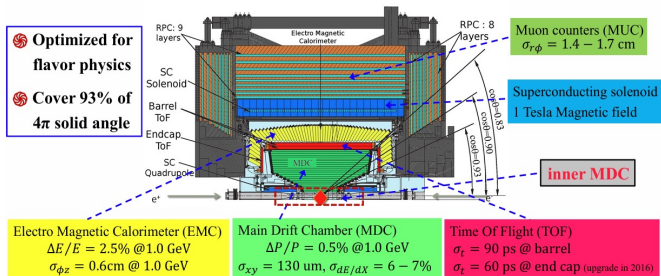 Optimized for
flavor physics
Cover 93% of
4π solid angle
RPC: 9
layers
Electro Magnetic
Calorimeter
RPC : 8
layers
SC
Solenoid
Barrel
ToF
Endcap
ToF
SC
Quadrupole
MDC
cosθ=0.83
cosθ=0.90
cosθ=0.93
e⁺
e⁻
Muon counters (MUC)
σrϕ = 1.4 − 1.7 cm
Superconducting solenoid
1 Tesla Magnetic field
inner MDC
Electro Magnetic Calorimeter (EMC)
ΔE/E = 2.5% @1.0 GeV
σϕz = 0.6cm @ 1.0 GeV
Main Drift Chamber (MDC)
ΔP/P = 0.5% @1.0 GeV
σxy = 130 um, σdE/dX = 6 − 7%
Time Of Flight (TOF)
σt = 90 ps @ barrel
σt = 60 ps @ end cap (upgrade in 2016)